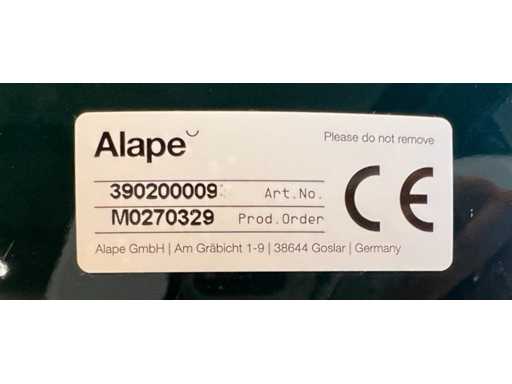 Alape
Please do not remove
390200009 Art.No.
M0270329 Prod.Order
CE
Alape GmbH | Am Gräbicht 1-9 | 38644 Goslar | Germany